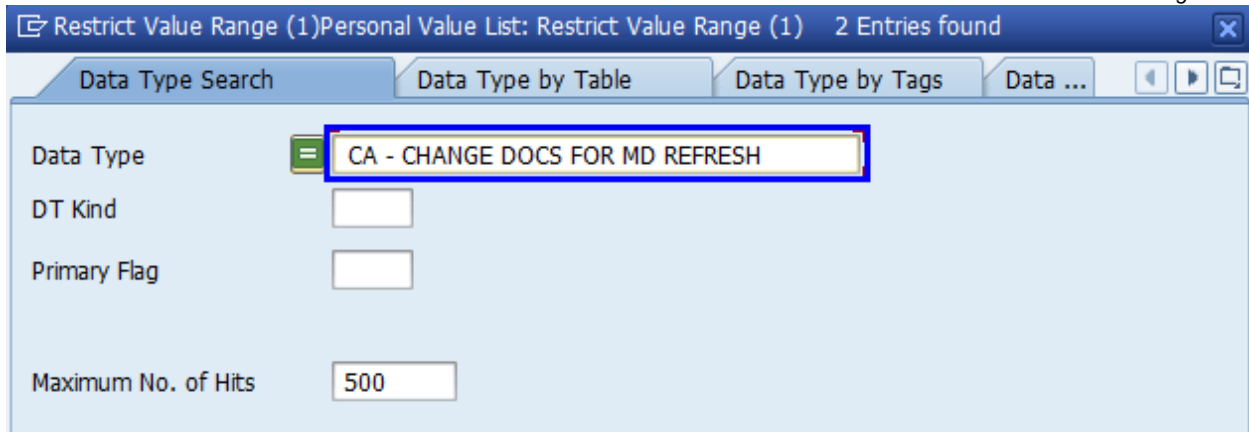 Restrict Value Range (1)Personal Value List: Restrict Value Range (1) 2 Entries found
Data Type Search Data Type by Table Data Type by Tags Data ...
Data Type = CA - CHANGE DOCS FOR MD REFRESH
DT Kind
Primary Flag
Maximum No. of Hits 500